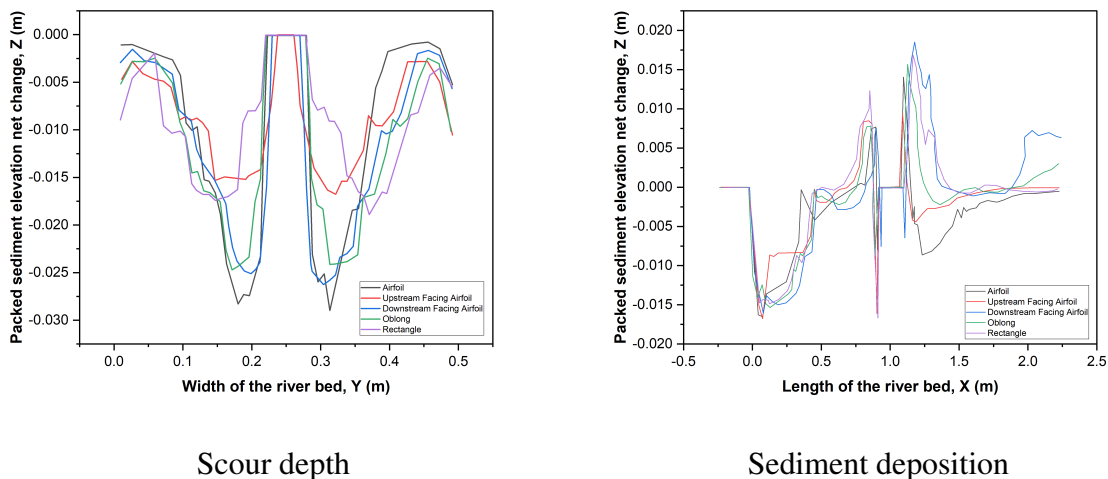 Packed sediment elevation net change, Z (m)
0.000
-0.005
-0.010
-0.015
-0.020
-0.025
-0.030
Airfoil
Upstream Facing Airfoil
Downstream Facing Airfoil
Oblong
Rectangle
0.0 0.1 0.2 0.3 0.4 0.5
Width of the river bed, Y (m)
Scour depth
Packed sediment elevation net change, Z (m)
0.020
0.015
0.010
0.005
0.000
-0.005
-0.010
-0.015
-0.020
Airfoil
Upstream Facing Airfoil
Downstream Facing Airfoil
Oblong
Rectangle
-0.5 0.0 0.5 1.0 1.5 2.0 2.5
Length of the river bed, X (m)
Sediment deposition